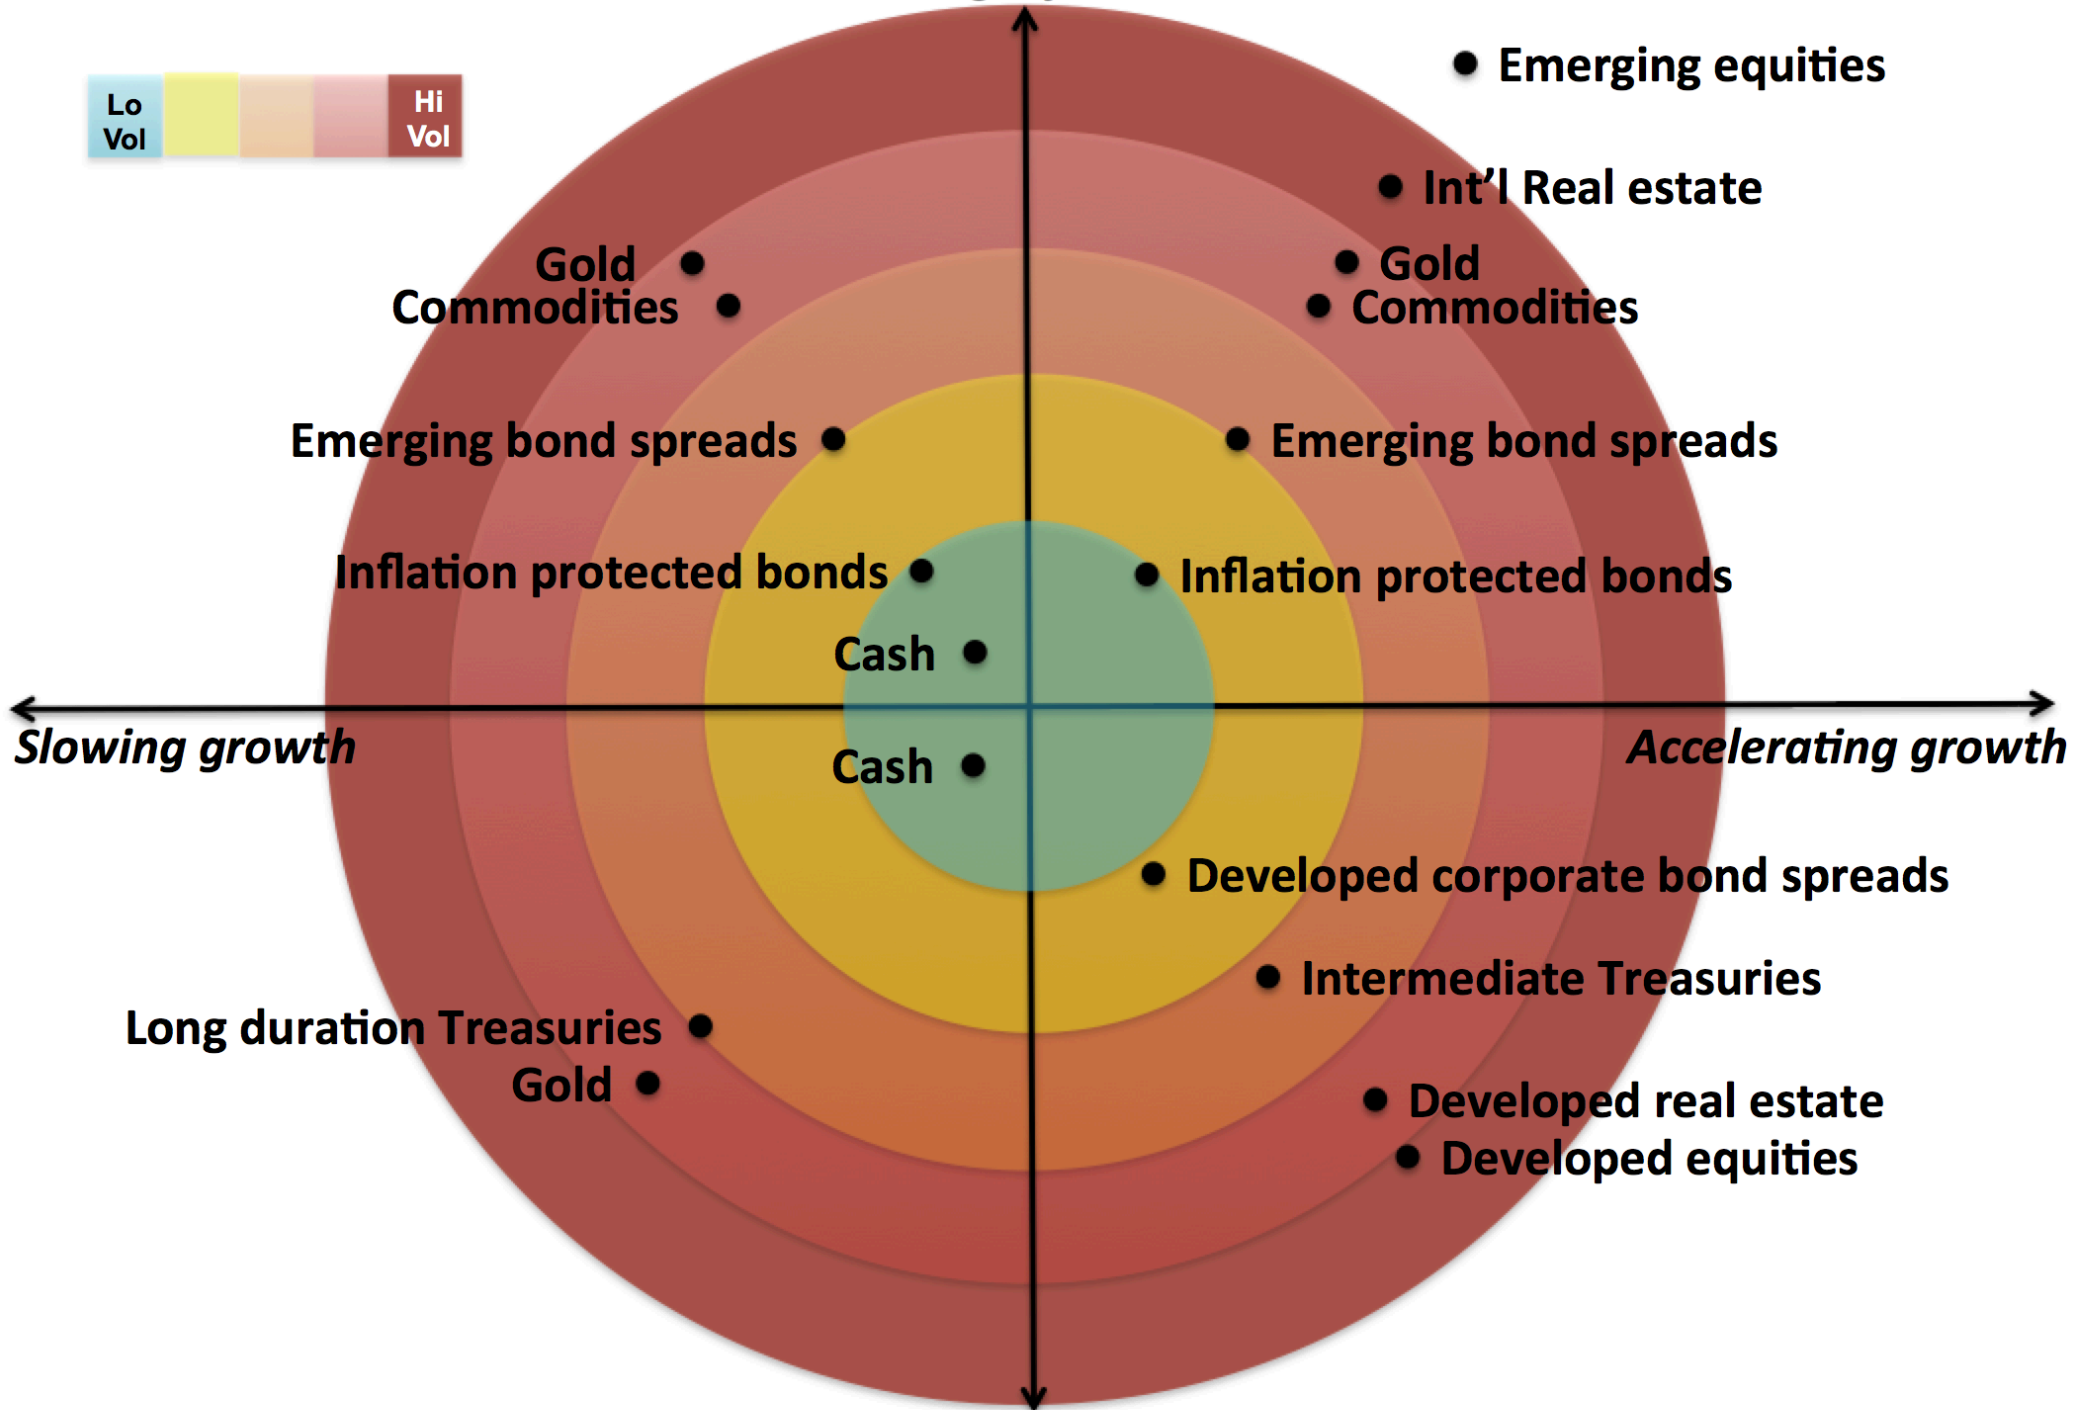 Lo
Vol
Hi
Vol
Emerging equities
Int'l Real estate
Gold
Gold
Commodities
Commodities
Emerging bond spreads
Emerging bond spreads
Inflation protected bonds
Inflation protected bonds
Cash
Slowing growth
Accelerating growth
Cash
Developed corporate bond spreads
Intermediate Treasuries
Long duration Treasuries
Gold
Developed real estate
Developed equities